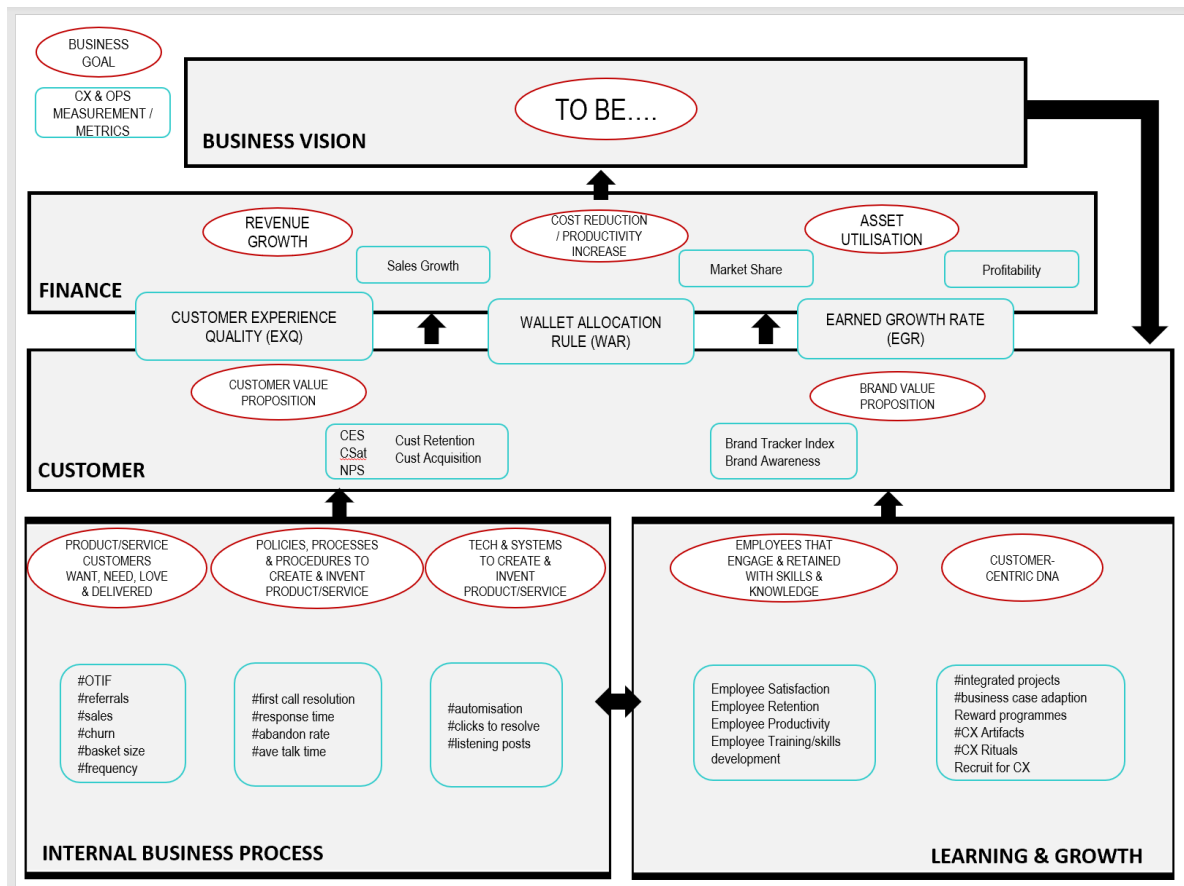 BUSINESS
GOAL
CX & OPS
MEASUREMENT /
METRICS
TO BE....
BUSINESS VISION
REVENUE
GROWTH
COST REDUCTION
/ PRODUCTIVITY
INCREASE
ASSET
UTILISATION
Sales Growth
Market Share
Profitability
FINANCE
CUSTOMER EXPERIENCE
QUALITY (EXQ)
WALLET ALLOCATION
RULE (WAR)
EARNED GROWTH RATE
(EGR)
CUSTOMER VALUE
PROPOSITION
BRAND VALUE
PROPOSITION
CES
CSat
NPS
Cust Retention
Cust Acquisition
Brand Tracker Index
Brand Awareness
CUSTOMER
PRODUCT/SERVICE
CUSTOMERS
WANT, NEED, LOVE
& DELIVERED
POLICIES, PROCESSES
& PROCEDURES TO
CREATE & INVENT
PRODUCT/SERVICE
TECH & SYSTEMS
TO CREATE &
INVENT
PRODUCT/SERVICE
EMPLOYEES THAT
ENGAGE & RETAINED
WITH SKILLS &
KNOWLEDGE
CUSTOMER-
CENTRIC DNA
#OTIF
#referrals
#sales
#churn
#basket size
#frequency
#first call resolution
#response time
#abandon rate
#ave talk time
#automisation
#clicks to resolve
#listening posts
Employee Satisfaction
Employee Retention
Employee Productivity
Employee Training/skills
development
#integrated projects
#business case adaption
Reward programmes
#CX Artifacts
#CX Rituals
Recruit for CX
INTERNAL BUSINESS PROCESS
LEARNING & GROWTH